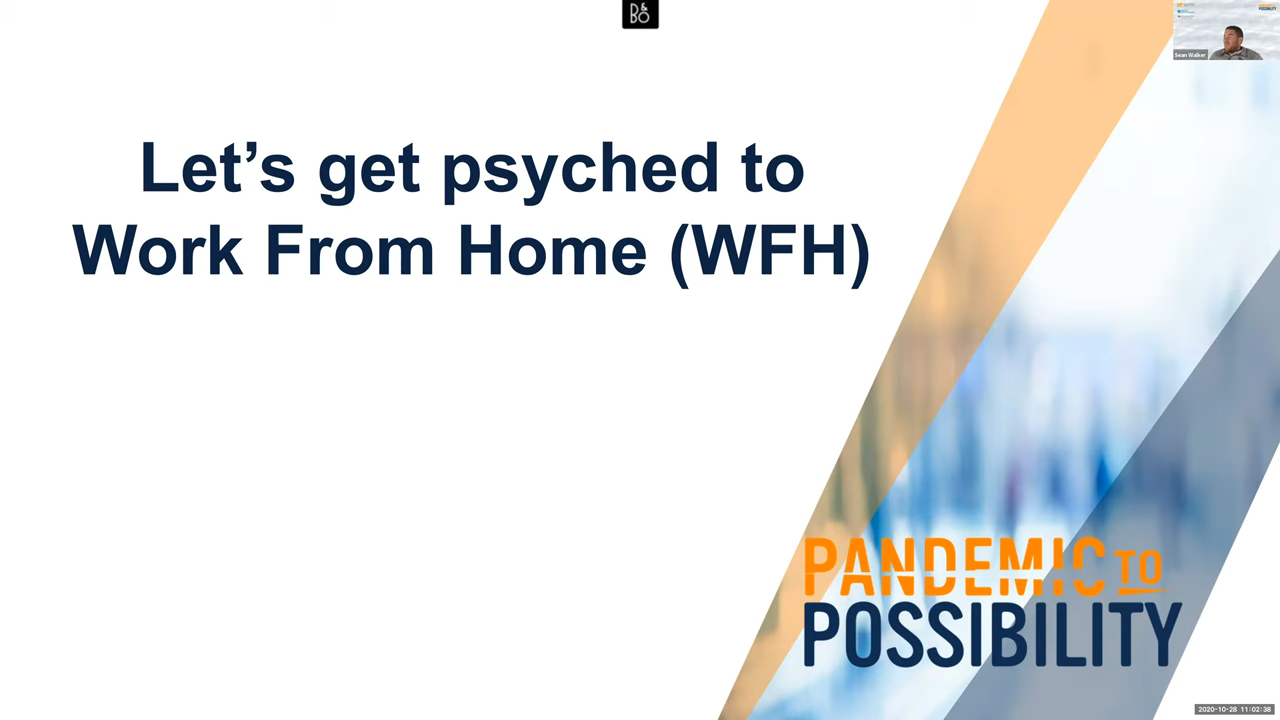 B&O
Let's get psyched to
Work From Home (WFH)
Sean Walker
PANDEMIC TO
POSSIBILITY
2020-10-28 11:02:38